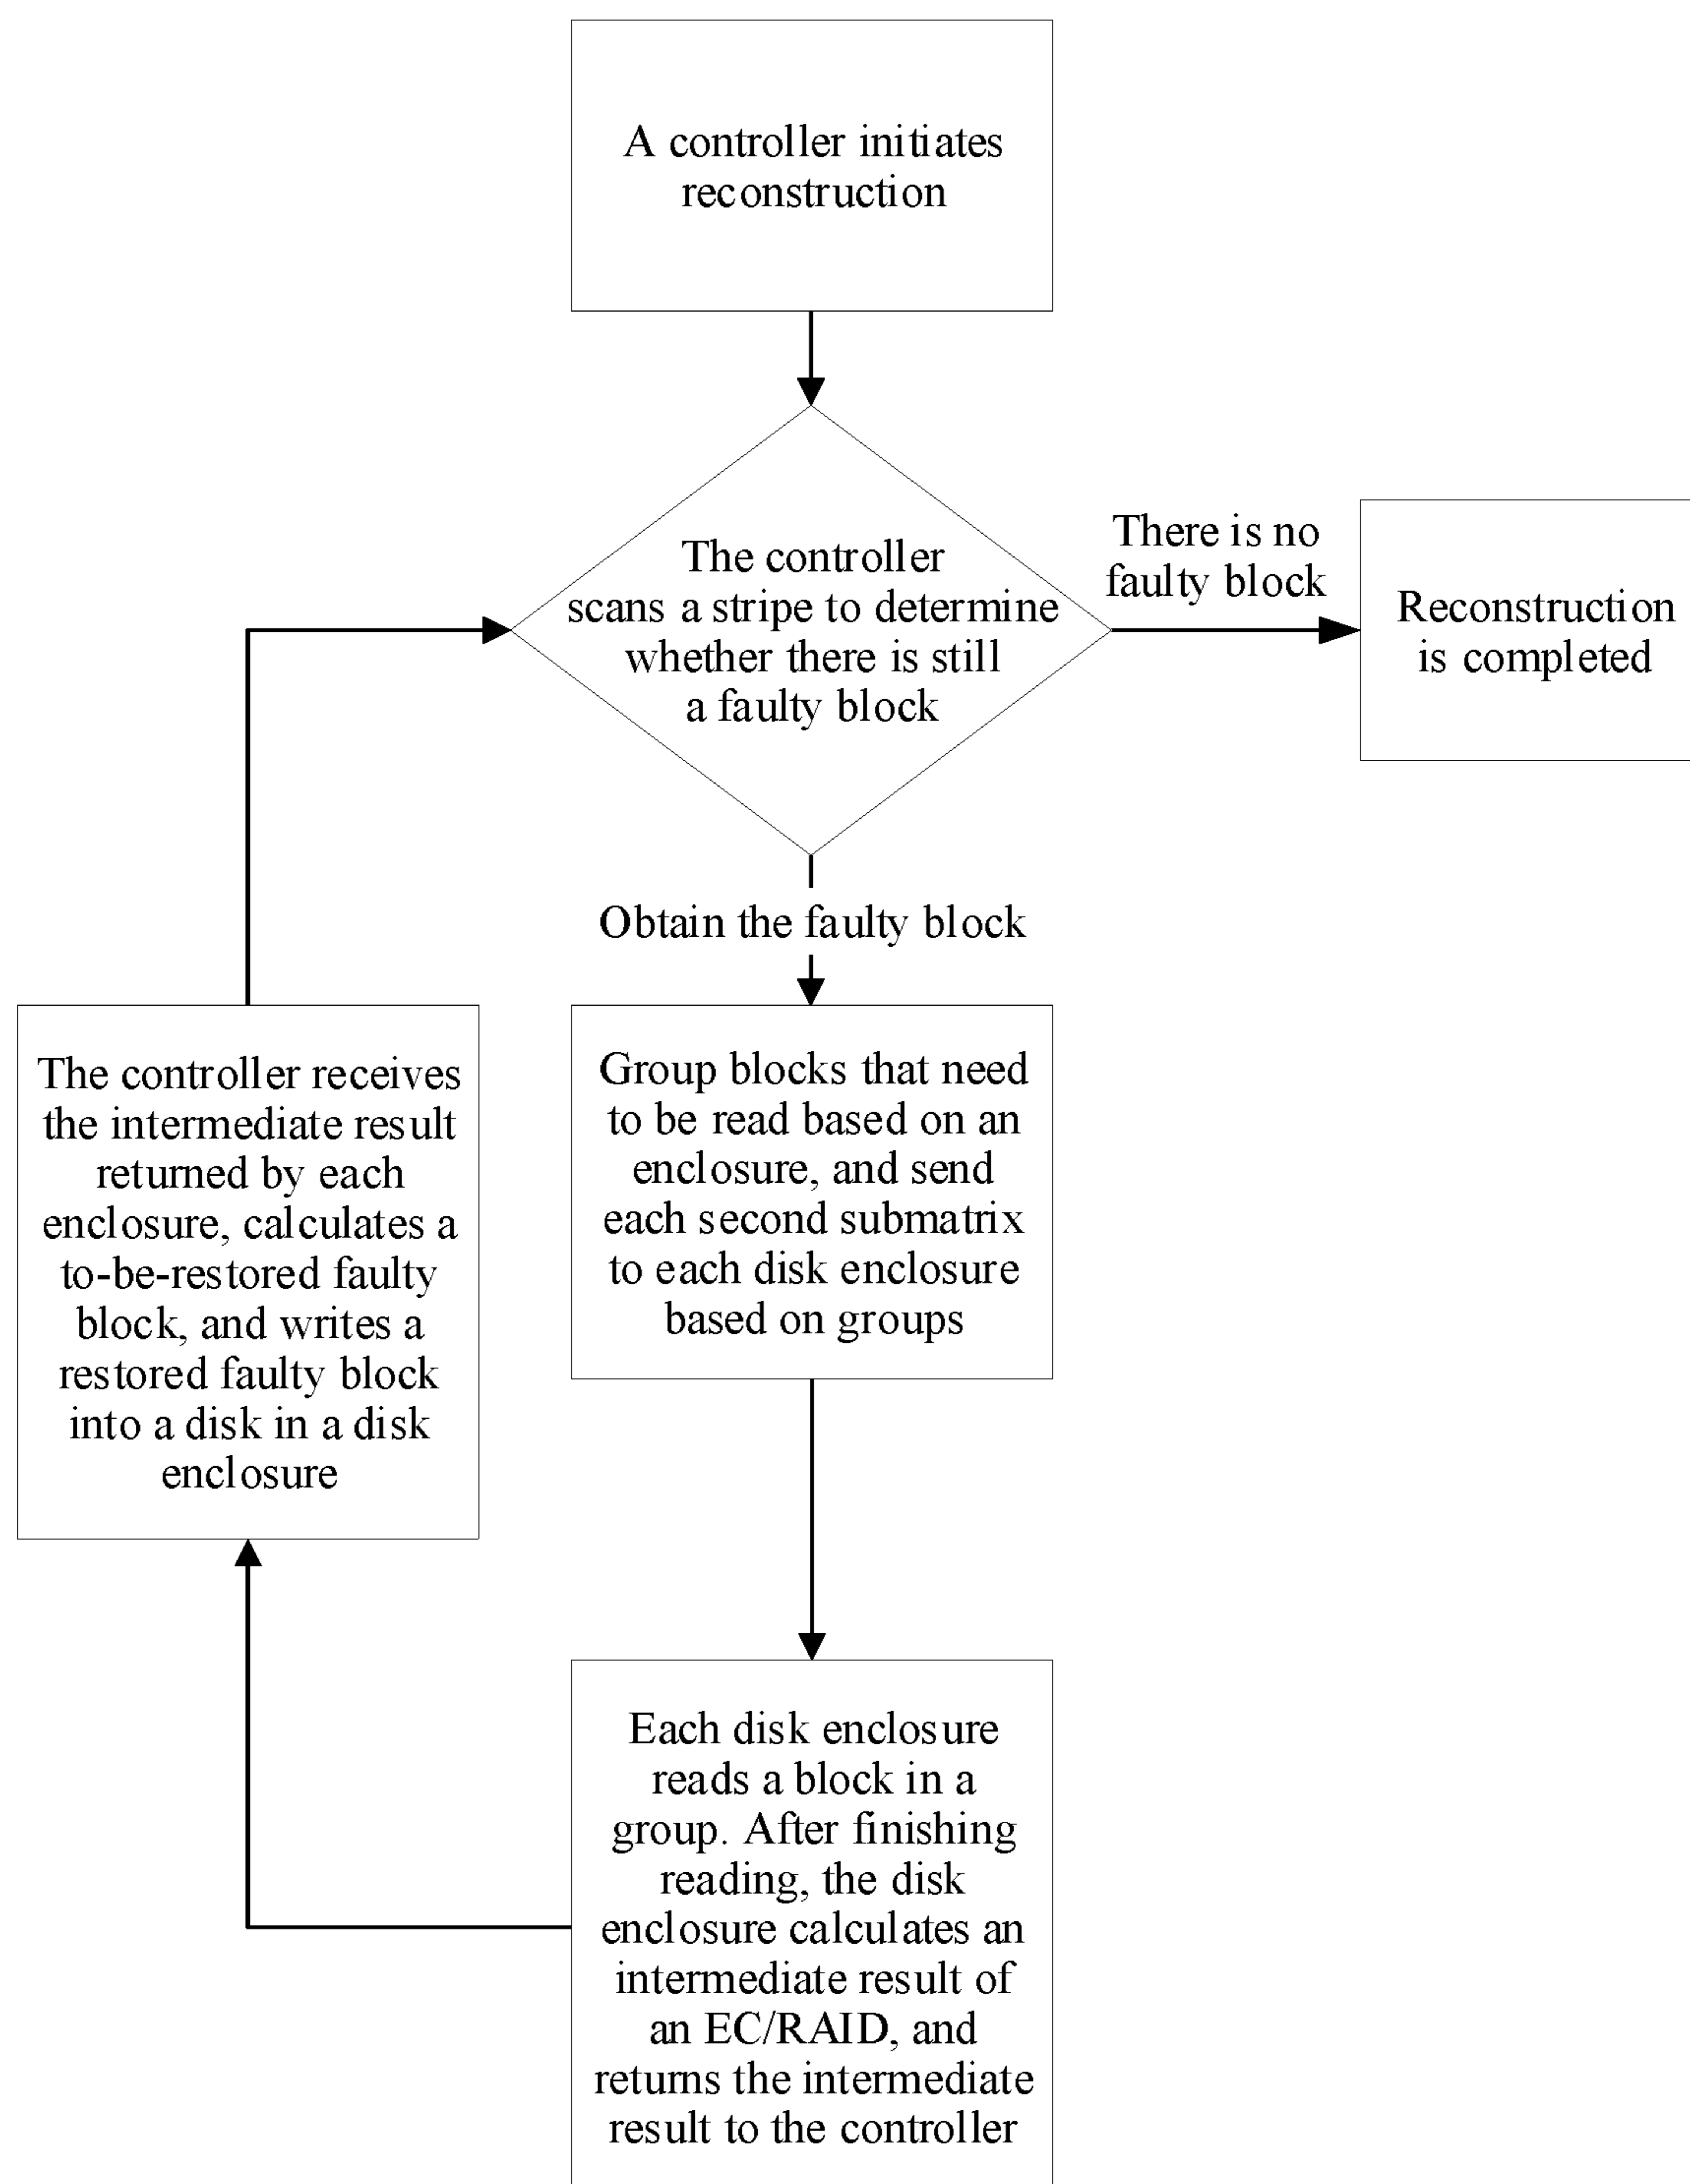 A controller initiates
reconstruction
The controller
scans a stripe to determine
whether there is still
a faulty block
There is no
faulty block
Reconstruction
is completed
Obtain the faulty block
Group blocks that need
to be read based on an
enclosure, and send
each second submatrix
to each disk enclosure
based on groups
Each disk enclosure
reads a block in a
group. After finishing
reading, the disk
enclosure calculates an
intermediate result of
an EC/RAID, and
returns the intermediate
result to the controller
The controller receives
the intermediate result
returned by each
enclosure, calculates a
to-be-restored faulty
block, and writes a
restored faulty block
into a disk in a disk
enclosure